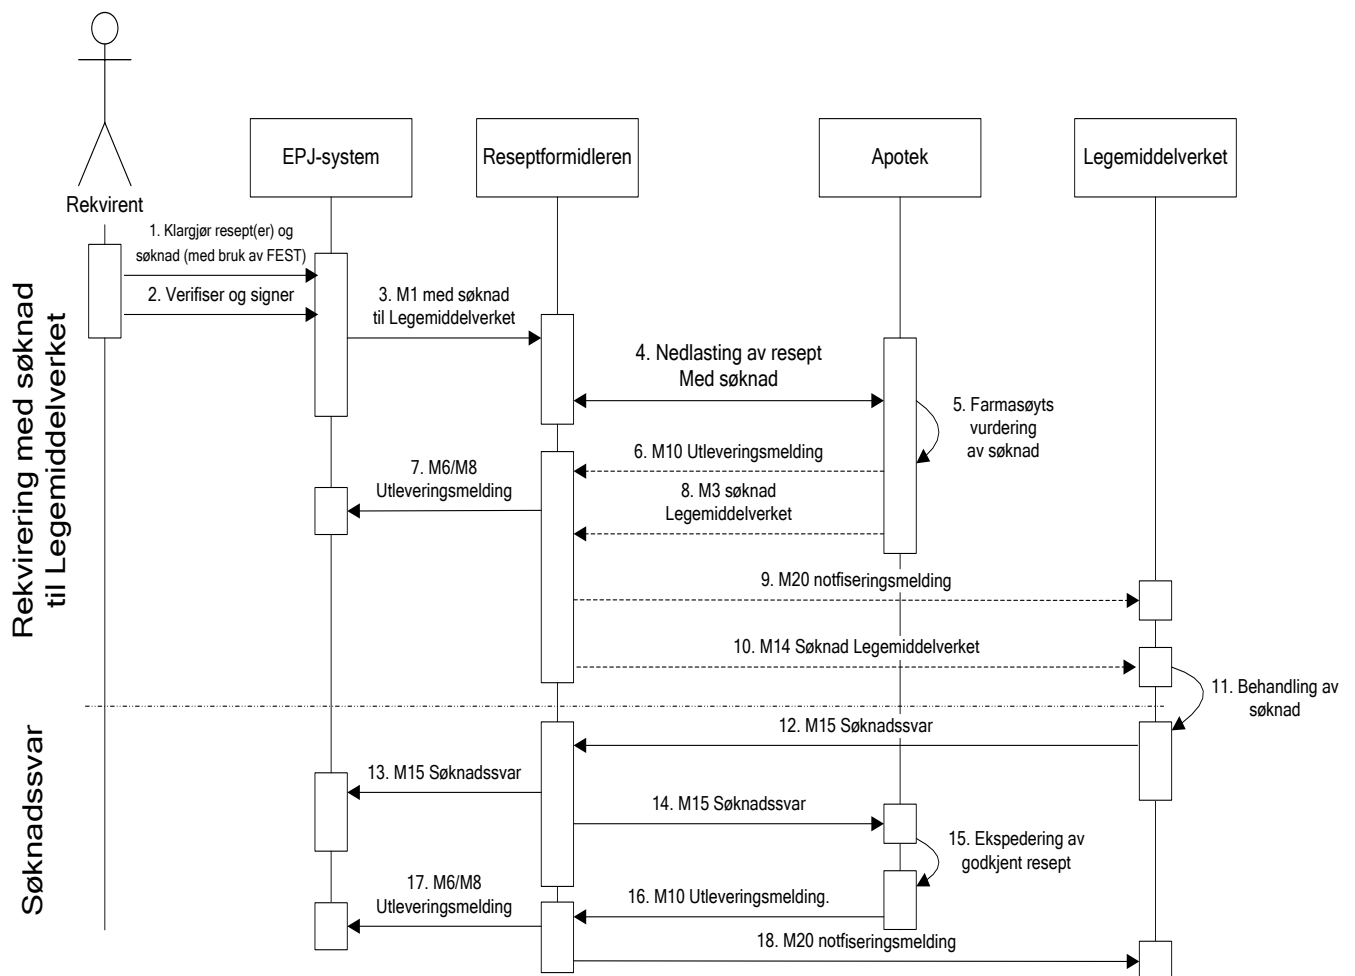 EPJ-system
Reseptformidleren
Apotek
Legemiddelverket
Rekvirent
Rekvirering med søknad
til Legemiddelverket
1. Klargjør resept(er) og
søknad (med bruk av FEST)
2. Verifiser og signer
3. M1 med søknad
til Legemiddelverket
4. Nedlasting av resept
Med søknad
5. Farmasøyts
vurdering
av søknad
6. M10 Utleveringsmelding
7. M6/M8
Utleveringsmelding
8. M3 søknad
Legemiddelverket
9. M20 notfiseringsmelding
10. M14 Søknad Legemiddelverket
11. Behandling av
søknad
Søknadssvar
12. M15 Søknadssvar
13. M15 Søknadssvar
14. M15 Søknadssvar
15. Ekspedering av
godkjent resept
16. M10 Utleveringsmelding.
17. M6/M8
Utleveringsmelding
18. M20 notfiseringsmelding